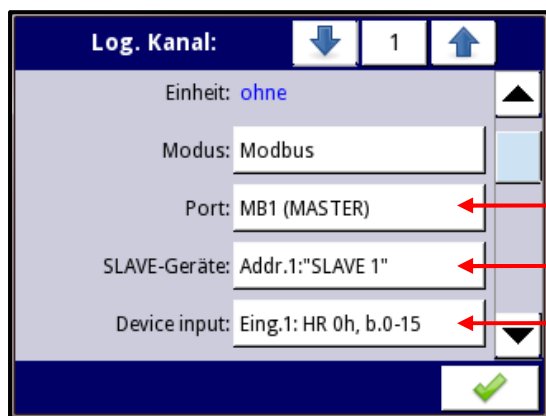 Log. Kanal: 1
Einheit: ohne
Modus: Modbus
Port: MB1 (MASTER)
SLAVE-Geräte: Addr.1:"SLAVE 1"
Device input: Eing.1: HR 0h, b.0-15